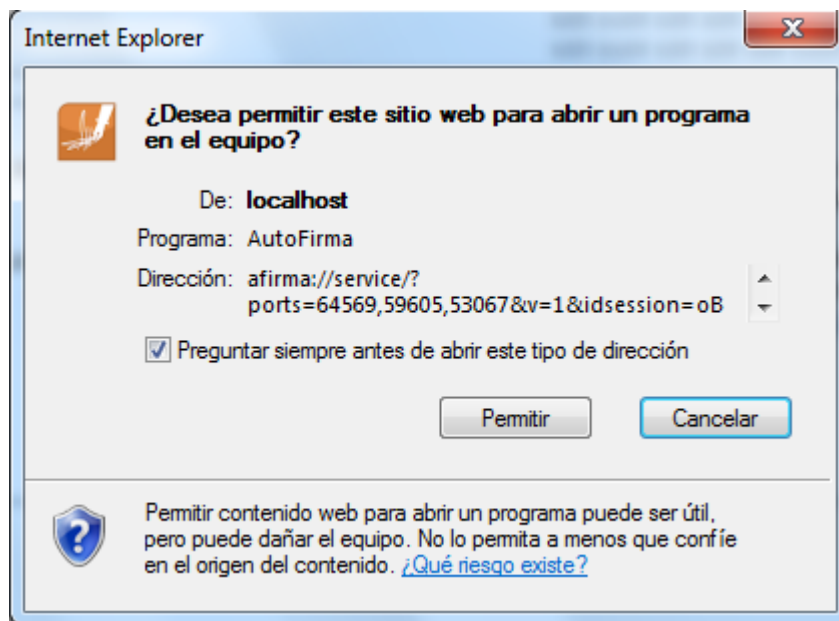 Internet Explorer
¿Desea permitir este sitio web para abrir un programa
en el equipo?
De: localhost
Programa: AutoFirma
Dirección: afirma://service/?
ports=64569,59605,53067&v=1&idsession=oB
Preguntar siempre antes de abrir este tipo de dirección
Permitir
Cancelar
Permitir contenido web para abrir un programa puede ser útil,
pero puede dañar el equipo. No lo permita a menos que confíe
en el origen del contenido. ¿Qué riesgo existe?